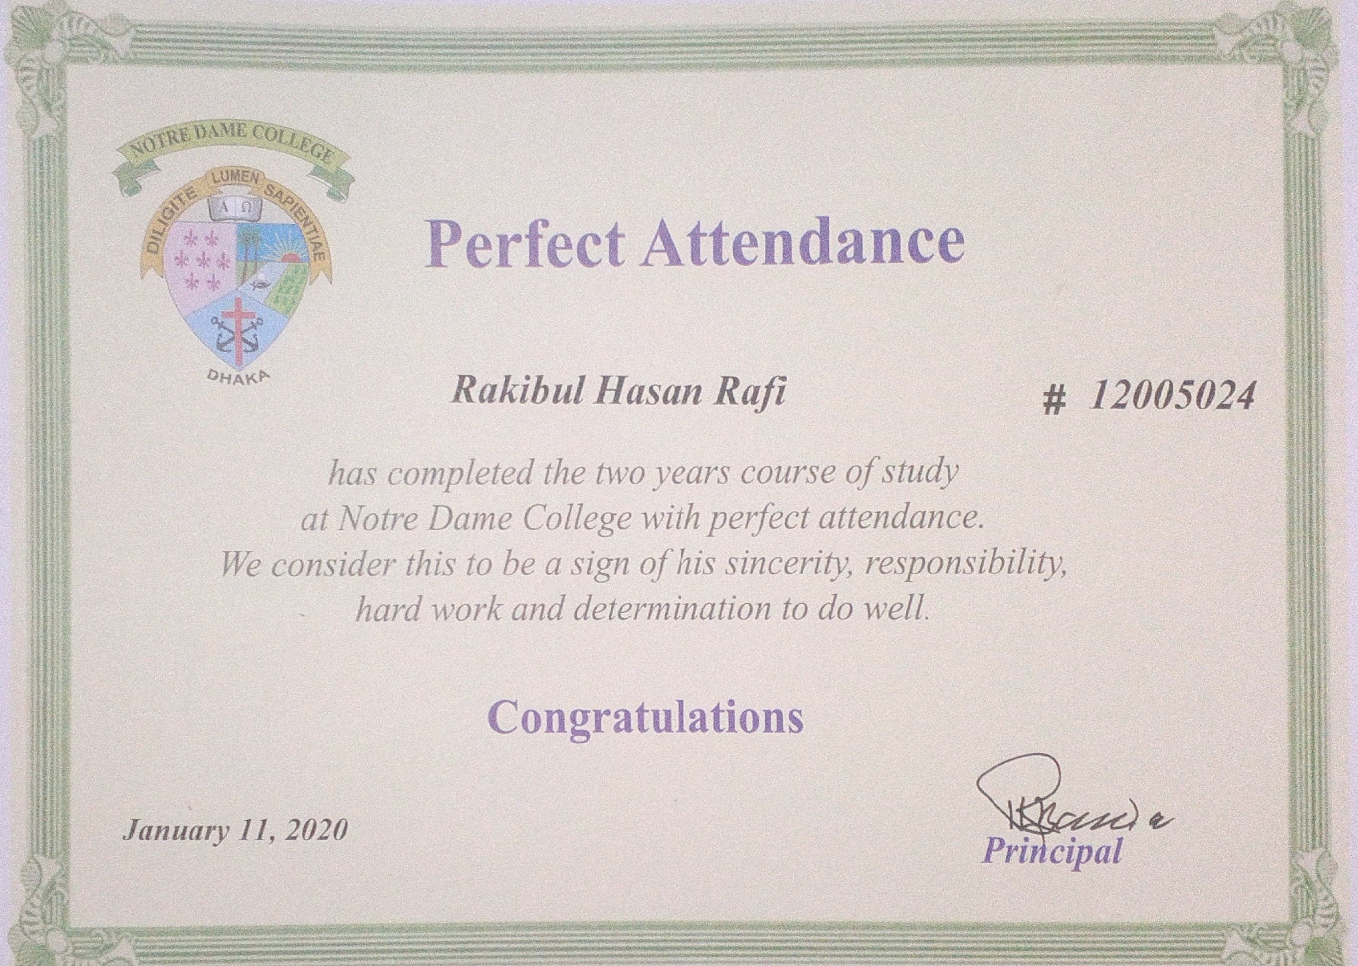 NOTRE DAME COLLEGE
DILIGITE LUMEN SAPIENTIAE
Α Ω
DHAKA
Perfect Attendance
Rakibul Hasan Rafi # 12005024
has completed the two years course of study
at Notre Dame College with perfect attendance.
We consider this to be a sign of his sincerity, responsibility,
hard work and determination to do well.
Congratulations
January 11, 2020
Principal